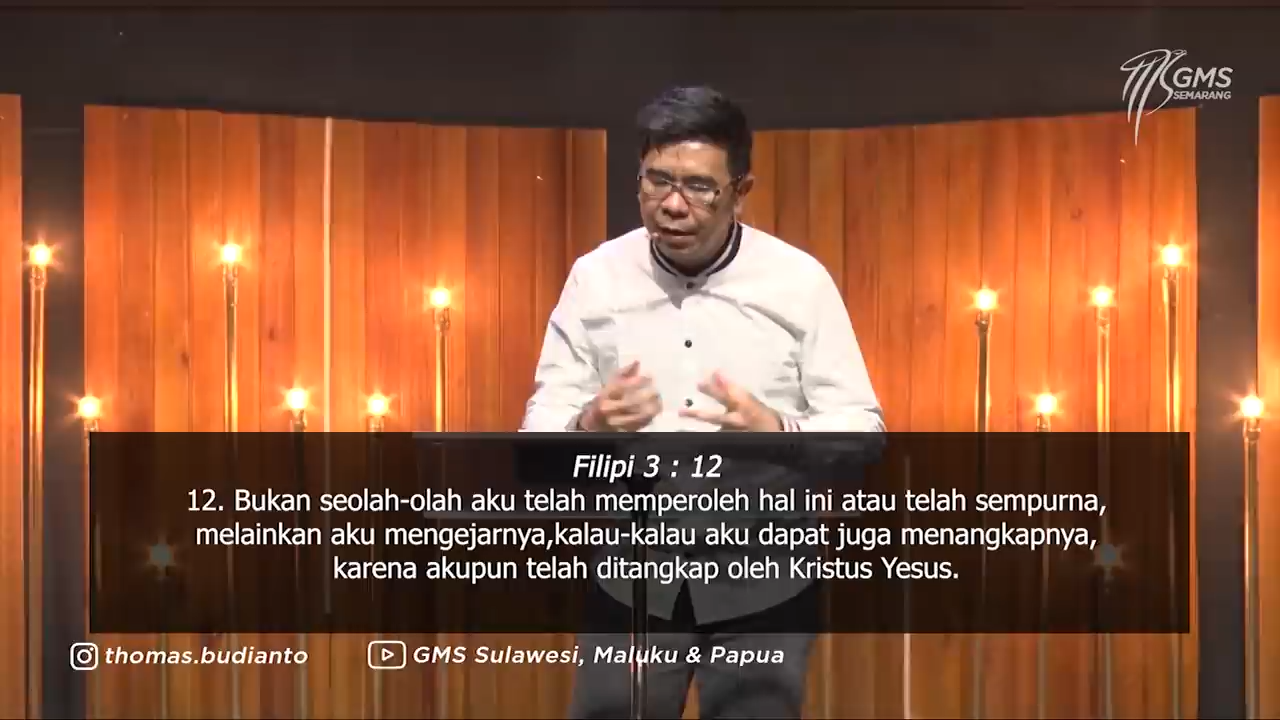 GMS
SEMARANG
Filipi 3 : 12
12. Bukan seolah-olah aku telah memperoleh hal ini atau telah sempurna,
melainkan aku mengejarnya,kalau-kalau aku dapat juga menangkapnya,
karena akupun telah ditangkap oleh Kristus Yesus.
thomas.budianto
GMS Sulawesi, Maluku & Papua